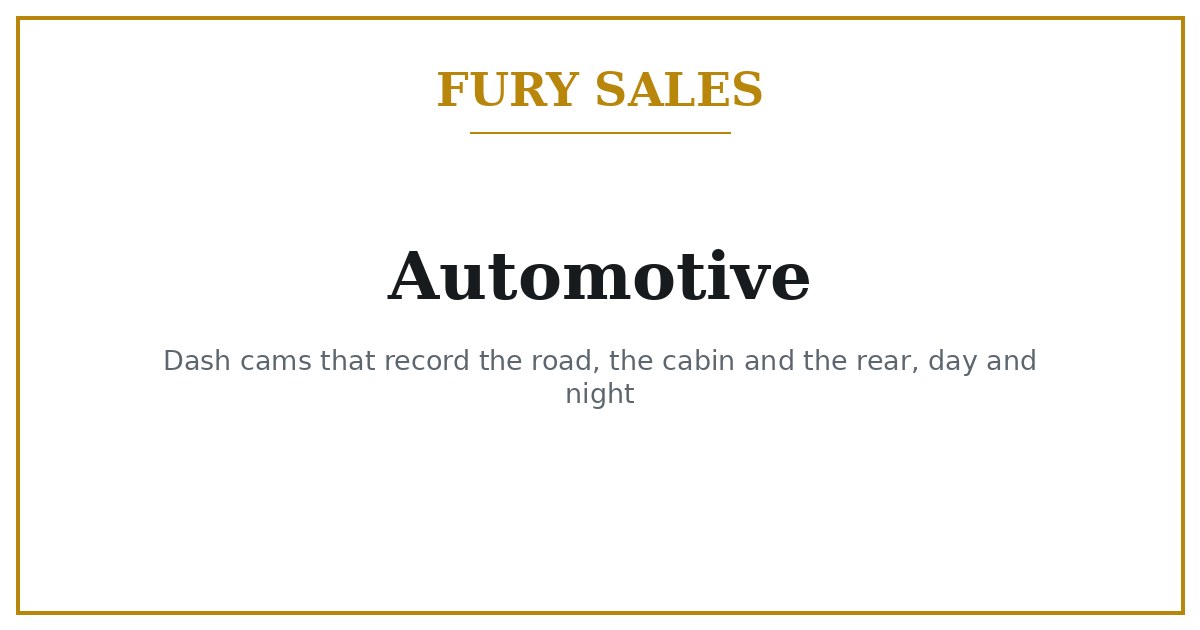 FURY SALES
Automotive
Dash cams that record the road, the cabin and the rear, day and
night